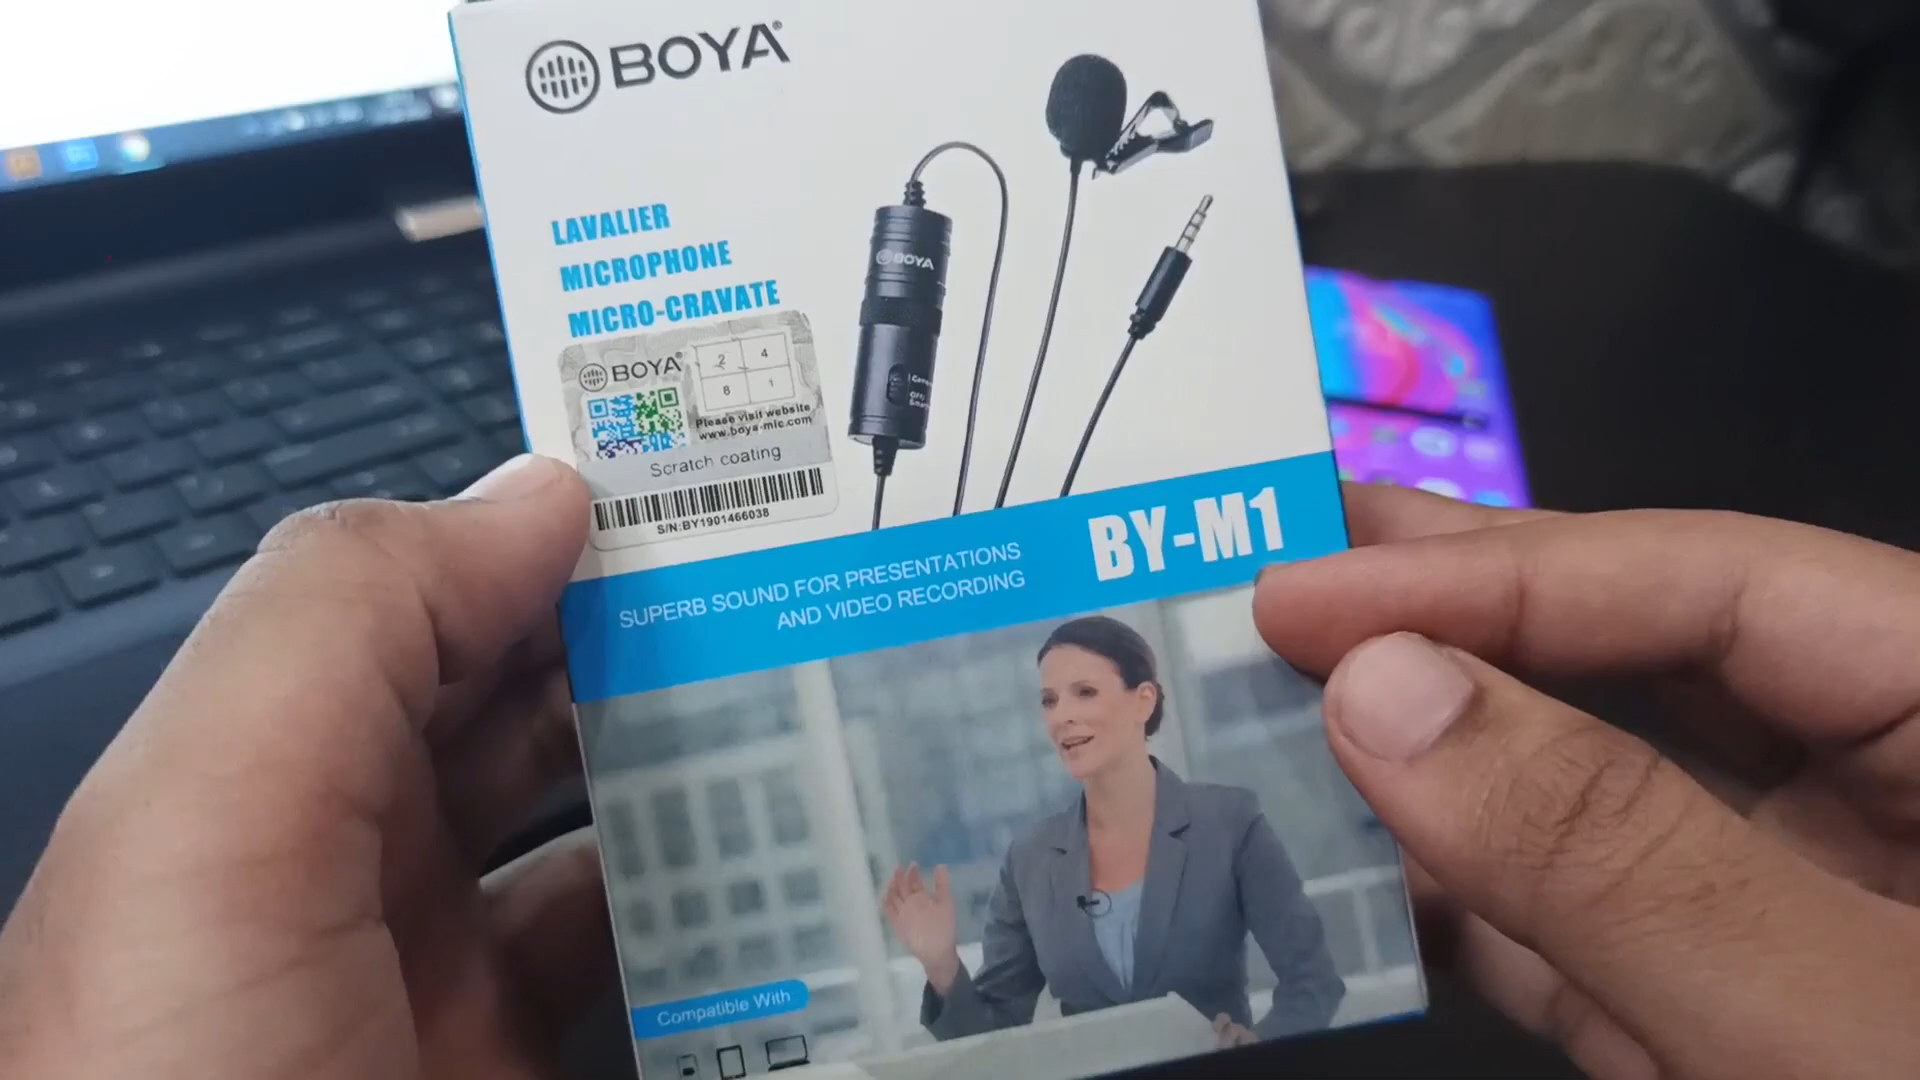 BOYA®
LAVALIER
MICROPHONE
MICRO-CRAVATE
BOYA®
2 4
8 1
Please visit website
www.boya-mic.com
Scratch coating
S/N:BY1901466038
BOYA
SUPERB SOUND FOR PRESENTATIONS
AND VIDEO RECORDING
BY-M1
Compatible With